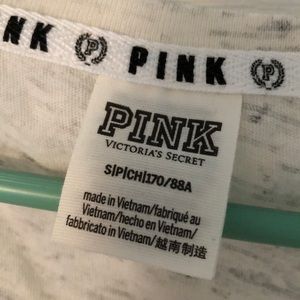 INK P PINK P
PINK
VICTORIA'S SECRET
S|P|CH|170/88A
made in Vietnam/fabriqué au
Vietnam/hecho en Vietnam/
fabbricato in Vietnam/越南制造